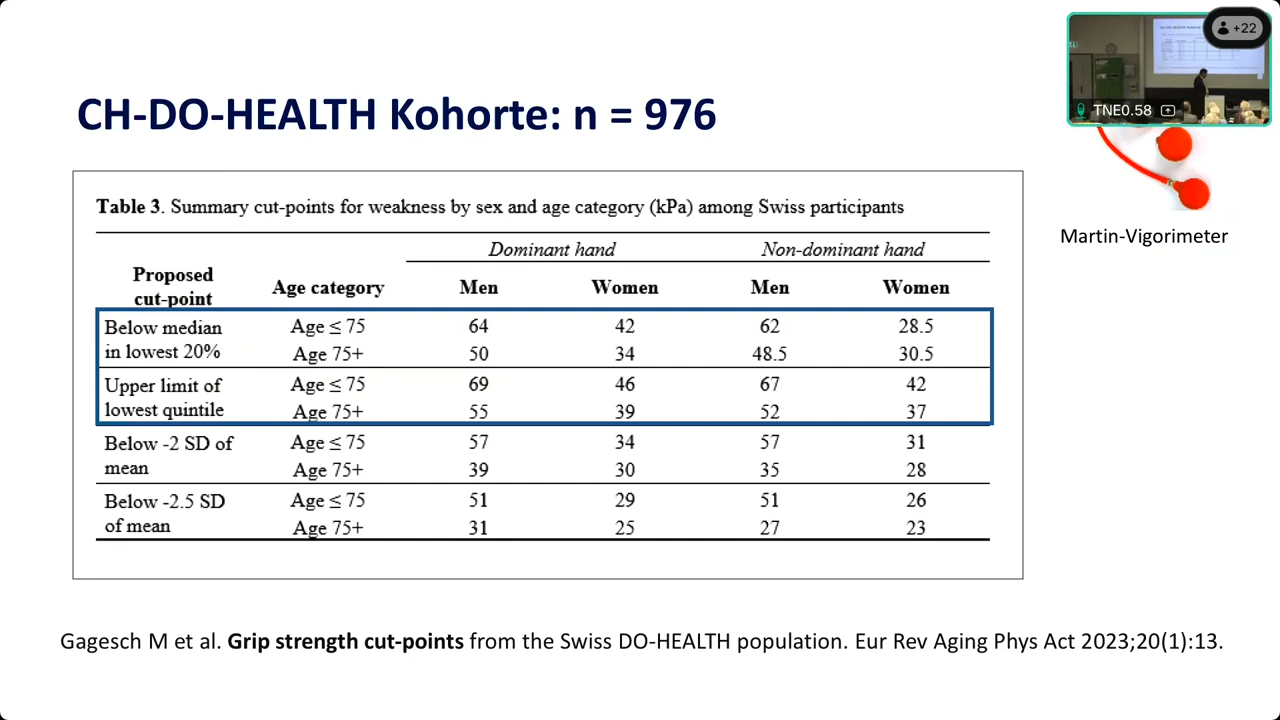 +22
TNE0.58
CH-DO-HEALTH Kohorte: n = 976
Martin-Vigorimeter
Table 3. Summary cut-points for weakness by sex and age category (kPa) among Swiss participants
Dominant hand Non-dominant hand
Proposed cut-point Age category Men Women Men Women
Below median in lowest 20% Age ≤ 75 64 42 62 28.5
Age 75+ 50 34 48.5 30.5
Upper limit of lowest quintile Age ≤ 75 69 46 67 42
Age 75+ 55 39 52 37
Below -2 SD of mean Age ≤ 75 57 34 57 31
Age 75+ 39 30 35 28
Below -2.5 SD of mean Age ≤ 75 51 29 51 26
Age 75+ 31 25 27 23
Gagesch M et al. Grip strength cut-points from the Swiss DO-HEALTH population. Eur Rev Aging Phys Act 2023;20(1):13.